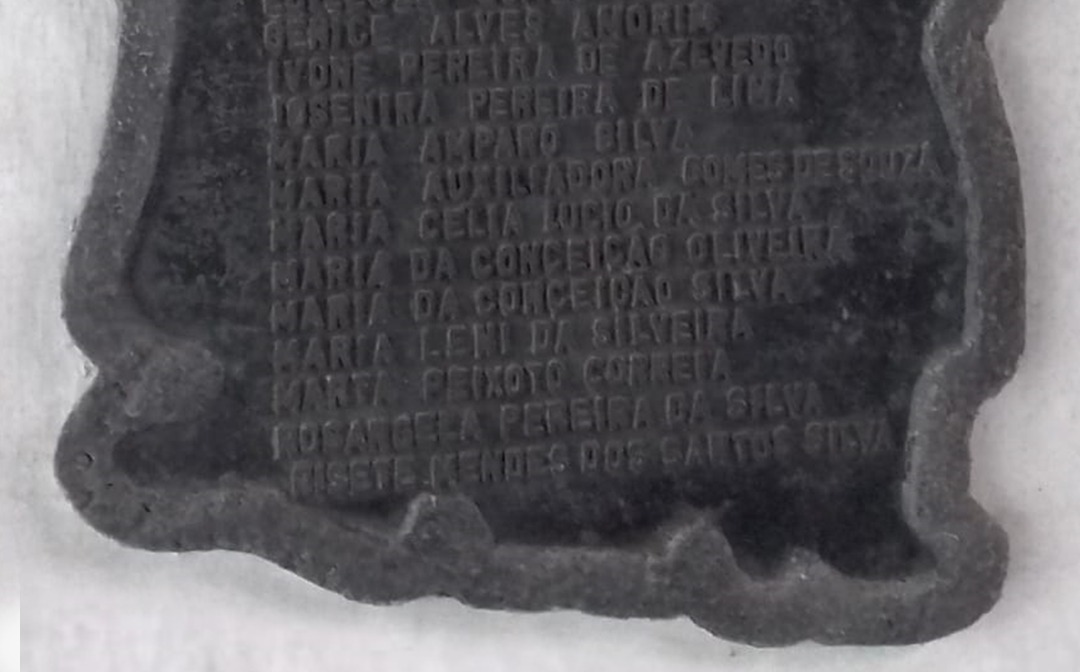 GENICE ALVES AMORIM
IVONE PEREIRA DE AZEVEDO
JOSENIRA PEREIRA DE LIMA
MARIA AMPARO SILVA
MARIA AUXILIADORA GOMES DE SOUZA
MARIA CELIA LUCIO DA SILVA
MARIA DA CONCEIÇÃO OLIVEIRA
MARIA DA CONCEIÇÃO SILVA
MARIA LENI DA SILVEIRA
MARTA PEIXOTO CORREIA
ROSANGELA PEREIRA DA SILVA
RISETE MENDES DOS SANTOS SILVA